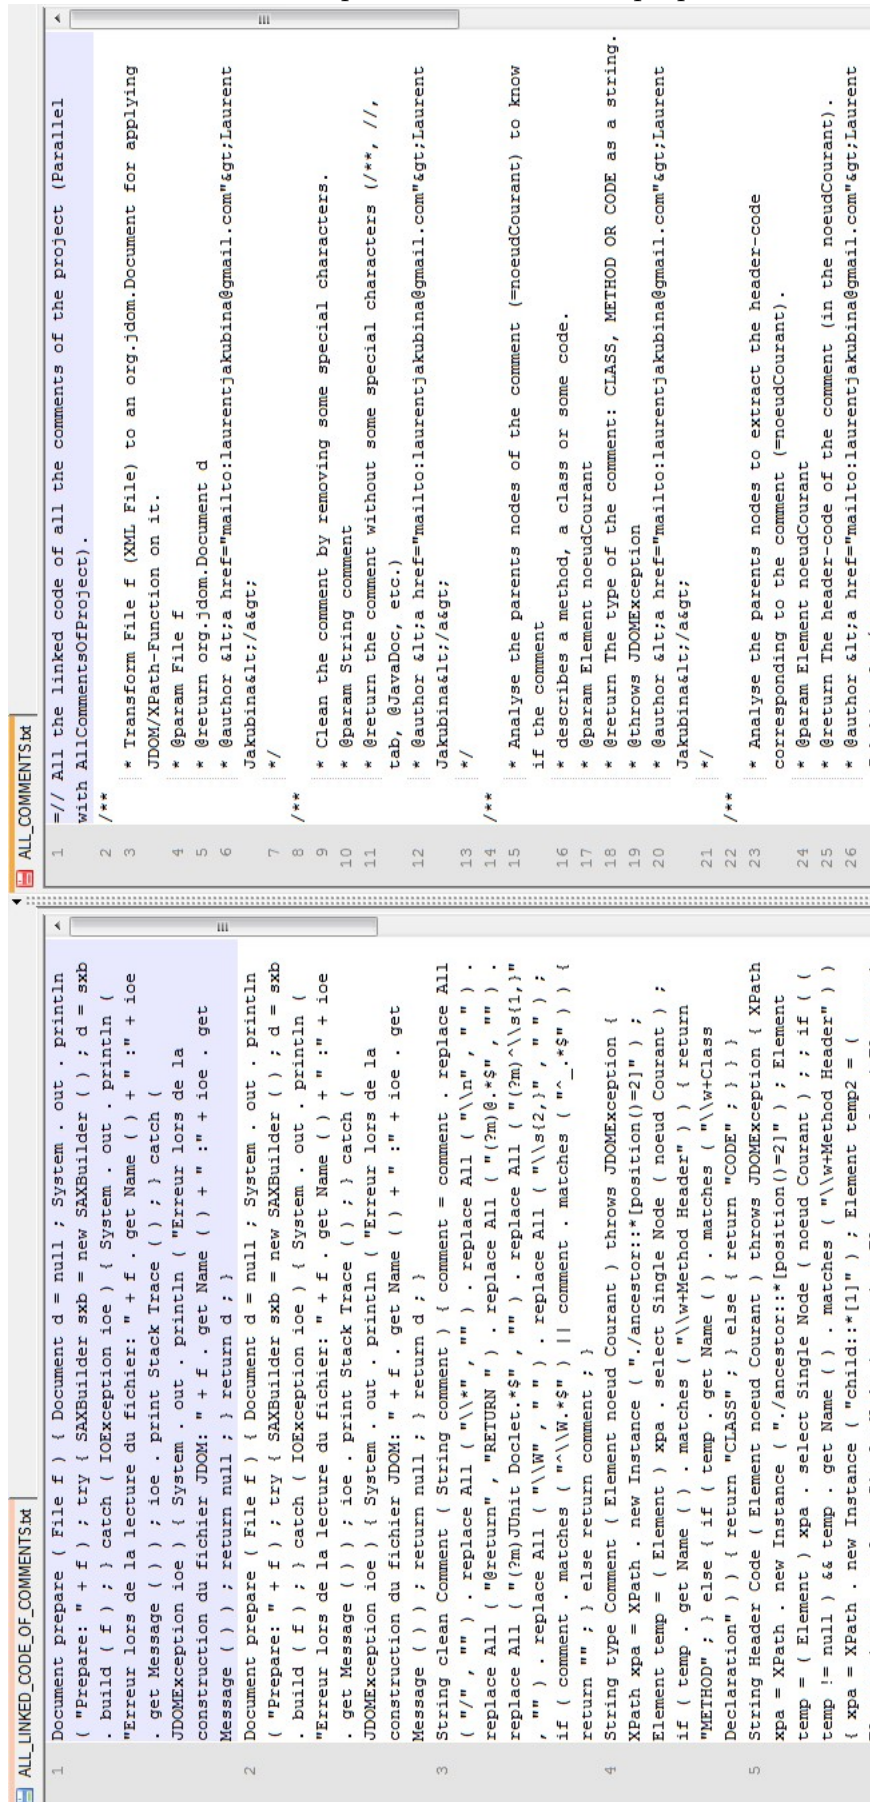 ALL_LINKED_CODE_OF_COMMENTS.txt
1 Document prepare ( File f ) { Document d = null ; System . out . println
( "Prepare: " + f ) ; try { SAXBuilder sxb = new SAXBuilder ( ) ; d = sxb
. build ( f ) ; } catch ( IOException ioe ) { System . out . println (
"Erreur lors de la lecture du fichier: " + f . get Name ( ) + " :" + ioe
. get Message ( ) ) ; ioe . print Stack Trace ( ) ; } catch (
JDOMException ioe ) { System . out . println ( "Erreur lors de la
construction du fichier JDOM: " + f . get Name ( ) + " :" + ioe . get
Message ( ) ) ; return null ; } return d ; }
2 Document prepare ( File f ) { Document d = null ; System . out . println
( "Prepare: " + f ) ; try { SAXBuilder sxb = new SAXBuilder ( ) ; d = sxb
. build ( f ) ; } catch ( IOException ioe ) { System . out . println (
"Erreur lors de la lecture du fichier: " + f . get Name ( ) + " :" + ioe
. get Message ( ) ) ; ioe . print Stack Trace ( ) ; } catch (
JDOMException ioe ) { System . out . println ( "Erreur lors de la
construction du fichier JDOM: " + f . get Name ( ) + " :" + ioe . get
Message ( ) ) ; return null ; } return d ; }
3 String clean Comment ( String comment ) { comment = comment . replace All
( "/" , "" ) . replace All ( "\\*" , "" ) . replace All ( "\\n" , " " ) .
replace All ( "@return" , "RETURN " ) . replace All ( "(?m)@.*$" , "" ) .
replace All ( "(?m)JUnit Doclet.*$" , "" ) . replace All ( "(?m)^\\s{1,}"
, "" ) . replace All ( "\\W" , " " ) . replace All ( "\\s{2,}" , " " ) ;
if ( comment . matches ( "^\\W.*$" ) || comment . matches ( "^_.*$" ) ) {
return "" ; } else return comment ; }
4 String type Comment ( Element noeud Courant ) throws JDOMException {
XPath xpa = XPath . new Instance ( "./ancestor::*[position()=2]" ) ;
Element temp = ( Element ) xpa . select Single Node ( noeud Courant ) ;
if ( temp . get Name ( ) . matches ( "\\w+Method Header" ) ) { return
"METHOD" ; } else { if ( temp . get Name ( ) . matches ( "\\w+Class
Declaration" ) ) { return "CLASS" ; } else { return "CODE" ; } } }
5 String Header Code ( Element noeud Courant ) throws JDOMException { XPath
xpa = XPath . new Instance ( "./ancestor::*[position()=2]" ) ; Element
temp = ( Element ) xpa . select Single Node ( noeud Courant ) ; ; if ( (
temp != null ) && temp . get Name ( ) . matches ( "\\w+Method Header" ) )
{ xpa = XPath . new Instance ( "child::*[1]" ) ; Element temp2 = (
ALL_COMMENTS.txt
1 =// All the linked code of all the comments of the project (Parallel
with AllCommentsOfProject).
2 /**
3 * Transform File f (XML File) to an org.jdom.Document for applying
JDOM/XPath-Function on it.
4 * @param File f
5 * @return org.jdom.Document d
6 * @author &lt;a href="mailto:laurentjakubina@gmail.com"&gt;Laurent
Jakubina&lt;/a&gt;
7 */
8 /**
9 * Clean the comment by removing some special characters.
10 * @param String comment
11 * @return the comment without some special characters (/**, //,
tab, @JavaDoc, etc.)
12 * @author &lt;a href="mailto:laurentjakubina@gmail.com"&gt;Laurent
Jakubina&lt;/a&gt;
13 */
14 /**
15 * Analyse the parents nodes of the comment (=noeudCourant) to know
if the comment
16 * describes a method, a class or some code.
17 * @param Element noeudCourant
18 * @return The type of the comment: CLASS, METHOD OR CODE as a string.
19 * @throws JDOMException
20 * @author &lt;a href="mailto:laurentjakubina@gmail.com"&gt;Laurent
Jakubina&lt;/a&gt;
21 */
22 /**
23 * Analyse the parents nodes to extract the header-code
corresponding to the comment (=noeudCourant).
24 * @param Element noeudCourant
25 * @return The header-code of the comment (in the noeudCourant).
26 * @author &lt;a href="mailto:laurentjakubina@gmail.com"&gt;Laurent